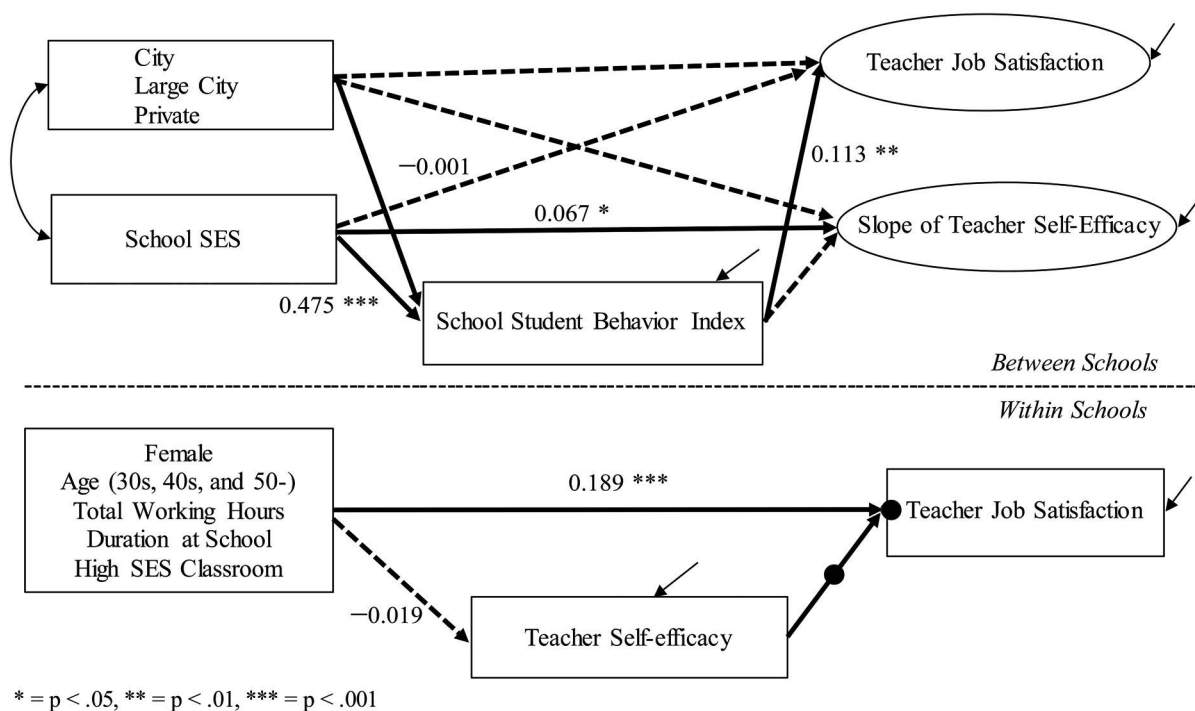 City
Large City
Private
Teacher Job Satisfaction
−0.001
0.113 **
School SES
0.067 *
Slope of Teacher Self-Efficacy
0.475 ***
School Student Behavior Index
Between Schools
Within Schools
Female
Age (30s, 40s, and 50-)
Total Working Hours
Duration at School
High SES Classroom
0.189 ***
Teacher Job Satisfaction
−0.019
Teacher Self-efficacy
* = p < .05, ** = p < .01, *** = p < .001